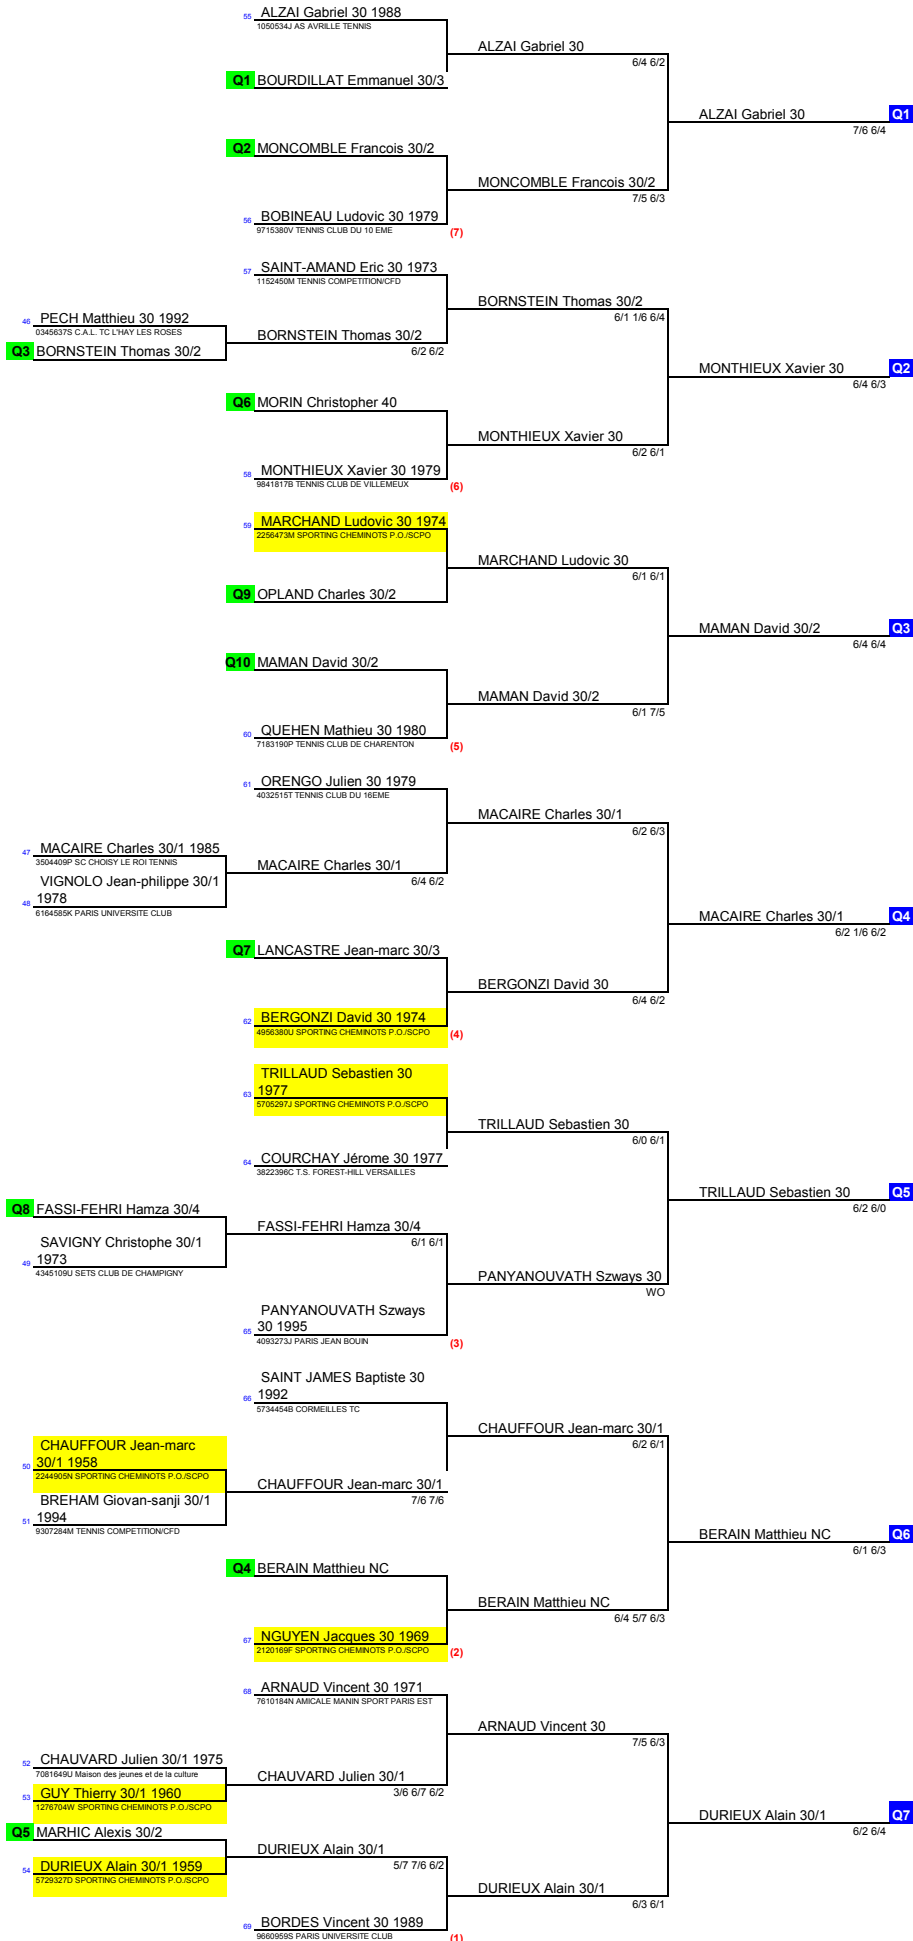 55 ALZAI Gabriel 30 1988
1050534J AS AVRILLE TENNIS
ALZAI Gabriel 30
6/4 6/2
Q1 BOURDILLAT Emmanuel 30/3
ALZAI Gabriel 30 Q1
7/6 6/4
Q2 MONCOMBLE Francois 30/2
MONCOMBLE Francois 30/2
7/5 6/3
56 BOBINEAU Ludovic 30 1979
9715380V TENNIS CLUB DU 10 EME (7)
57 SAINT-AMAND Eric 30 1973
1152450M TENNIS COMPETITION/CFD
BORNSTEIN Thomas 30/2
6/1 1/6 6/4
46 PECH Matthieu 30 1992
0345637S C.A.L. TC L'HAY LES ROSES
BORNSTEIN Thomas 30/2
6/2 6/2
Q3 BORNSTEIN Thomas 30/2
MONTHIEUX Xavier 30 Q2
6/4 6/3
Q6 MORIN Christopher 40
MONTHIEUX Xavier 30
6/2 6/1
58 MONTHIEUX Xavier 30 1979
9841817B TENNIS CLUB DE VILLEMEUX (6)
59 MARCHAND Ludovic 30 1974
2256473M SPORTING CHEMINOTS P.O./SCPO
MARCHAND Ludovic 30
6/1 6/1
Q9 OPLAND Charles 30/2
MAMAN David 30/2 Q3
6/4 6/4
Q10 MAMAN David 30/2
MAMAN David 30/2
6/1 7/5
60 QUEHEN Mathieu 30 1980
7183190P TENNIS CLUB DE CHARENTON (5)
61 ORENGO Julien 30 1979
4032515T TENNIS CLUB DU 16EME
MACAIRE Charles 30/1
6/2 6/3
47 MACAIRE Charles 30/1 1985
3504409P SC CHOISY LE ROI TENNIS
MACAIRE Charles 30/1
6/4 6/2
VIGNOLO Jean-philippe 30/1
48 1978
6164585K PARIS UNIVERSITE CLUB
MACAIRE Charles 30/1 Q4
6/2 1/6 6/2
Q7 LANCASTRE Jean-marc 30/3
BERGONZI David 30
6/4 6/2
62 BERGONZI David 30 1974
4956380U SPORTING CHEMINOTS P.O./SCPO (4)
TRILLAUD Sebastien 30
63 1977
5705297J SPORTING CHEMINOTS P.O./SCPO
TRILLAUD Sebastien 30
6/0 6/1
64 COURCHAY Jérome 30 1977
3822396C T.S. FOREST-HILL VERSAILLES
TRILLAUD Sebastien 30 Q5
6/2 6/0
Q8 FASSI-FEHRI Hamza 30/4
FASSI-FEHRI Hamza 30/4
6/1 6/1
SAVIGNY Christophe 30/1
49 1973
4345109U SETS CLUB DE CHAMPIGNY
PANYANOUVATH Szways 30
WO
PANYANOUVATH Szways
65 30 1995
4093273J PARIS JEAN BOUIN (3)
SAINT JAMES Baptiste 30
66 1992
5734454B CORMEILLES TC
CHAUFFOUR Jean-marc 30/1
6/2 6/1
CHAUFFOUR Jean-marc
50 30/1 1958
2244905N SPORTING CHEMINOTS P.O./SCPO
CHAUFFOUR Jean-marc 30/1
7/6 7/6
BREHAM Giovan-sanji 30/1
51 1994
9307284M TENNIS COMPETITION/CFD
BERAIN Matthieu NC Q6
6/1 6/3
Q4 BERAIN Matthieu NC
BERAIN Matthieu NC
6/4 5/7 6/3
67 NGUYEN Jacques 30 1969
2120169F SPORTING CHEMINOTS P.O./SCPO (2)
68 ARNAUD Vincent 30 1971
7610184N AMICALE MANIN SPORT PARIS EST
ARNAUD Vincent 30
7/5 6/3
52 CHAUVARD Julien 30/1 1975
7081649U Maison des jeunes et de la culture
CHAUVARD Julien 30/1
3/6 6/7 6/2
53 GUY Thierry 30/1 1960
1276704W SPORTING CHEMINOTS P.O./SCPO
DURIEUX Alain 30/1 Q7
6/2 6/4
Q5 MARHIC Alexis 30/2
DURIEUX Alain 30/1
5/7 7/6 6/2
54 DURIEUX Alain 30/1 1959
5729327D SPORTING CHEMINOTS P.O./SCPO
DURIEUX Alain 30/1
6/3 6/1
69 BORDES Vincent 30 1989
9660959S PARIS UNIVERSITE CLUB (1)